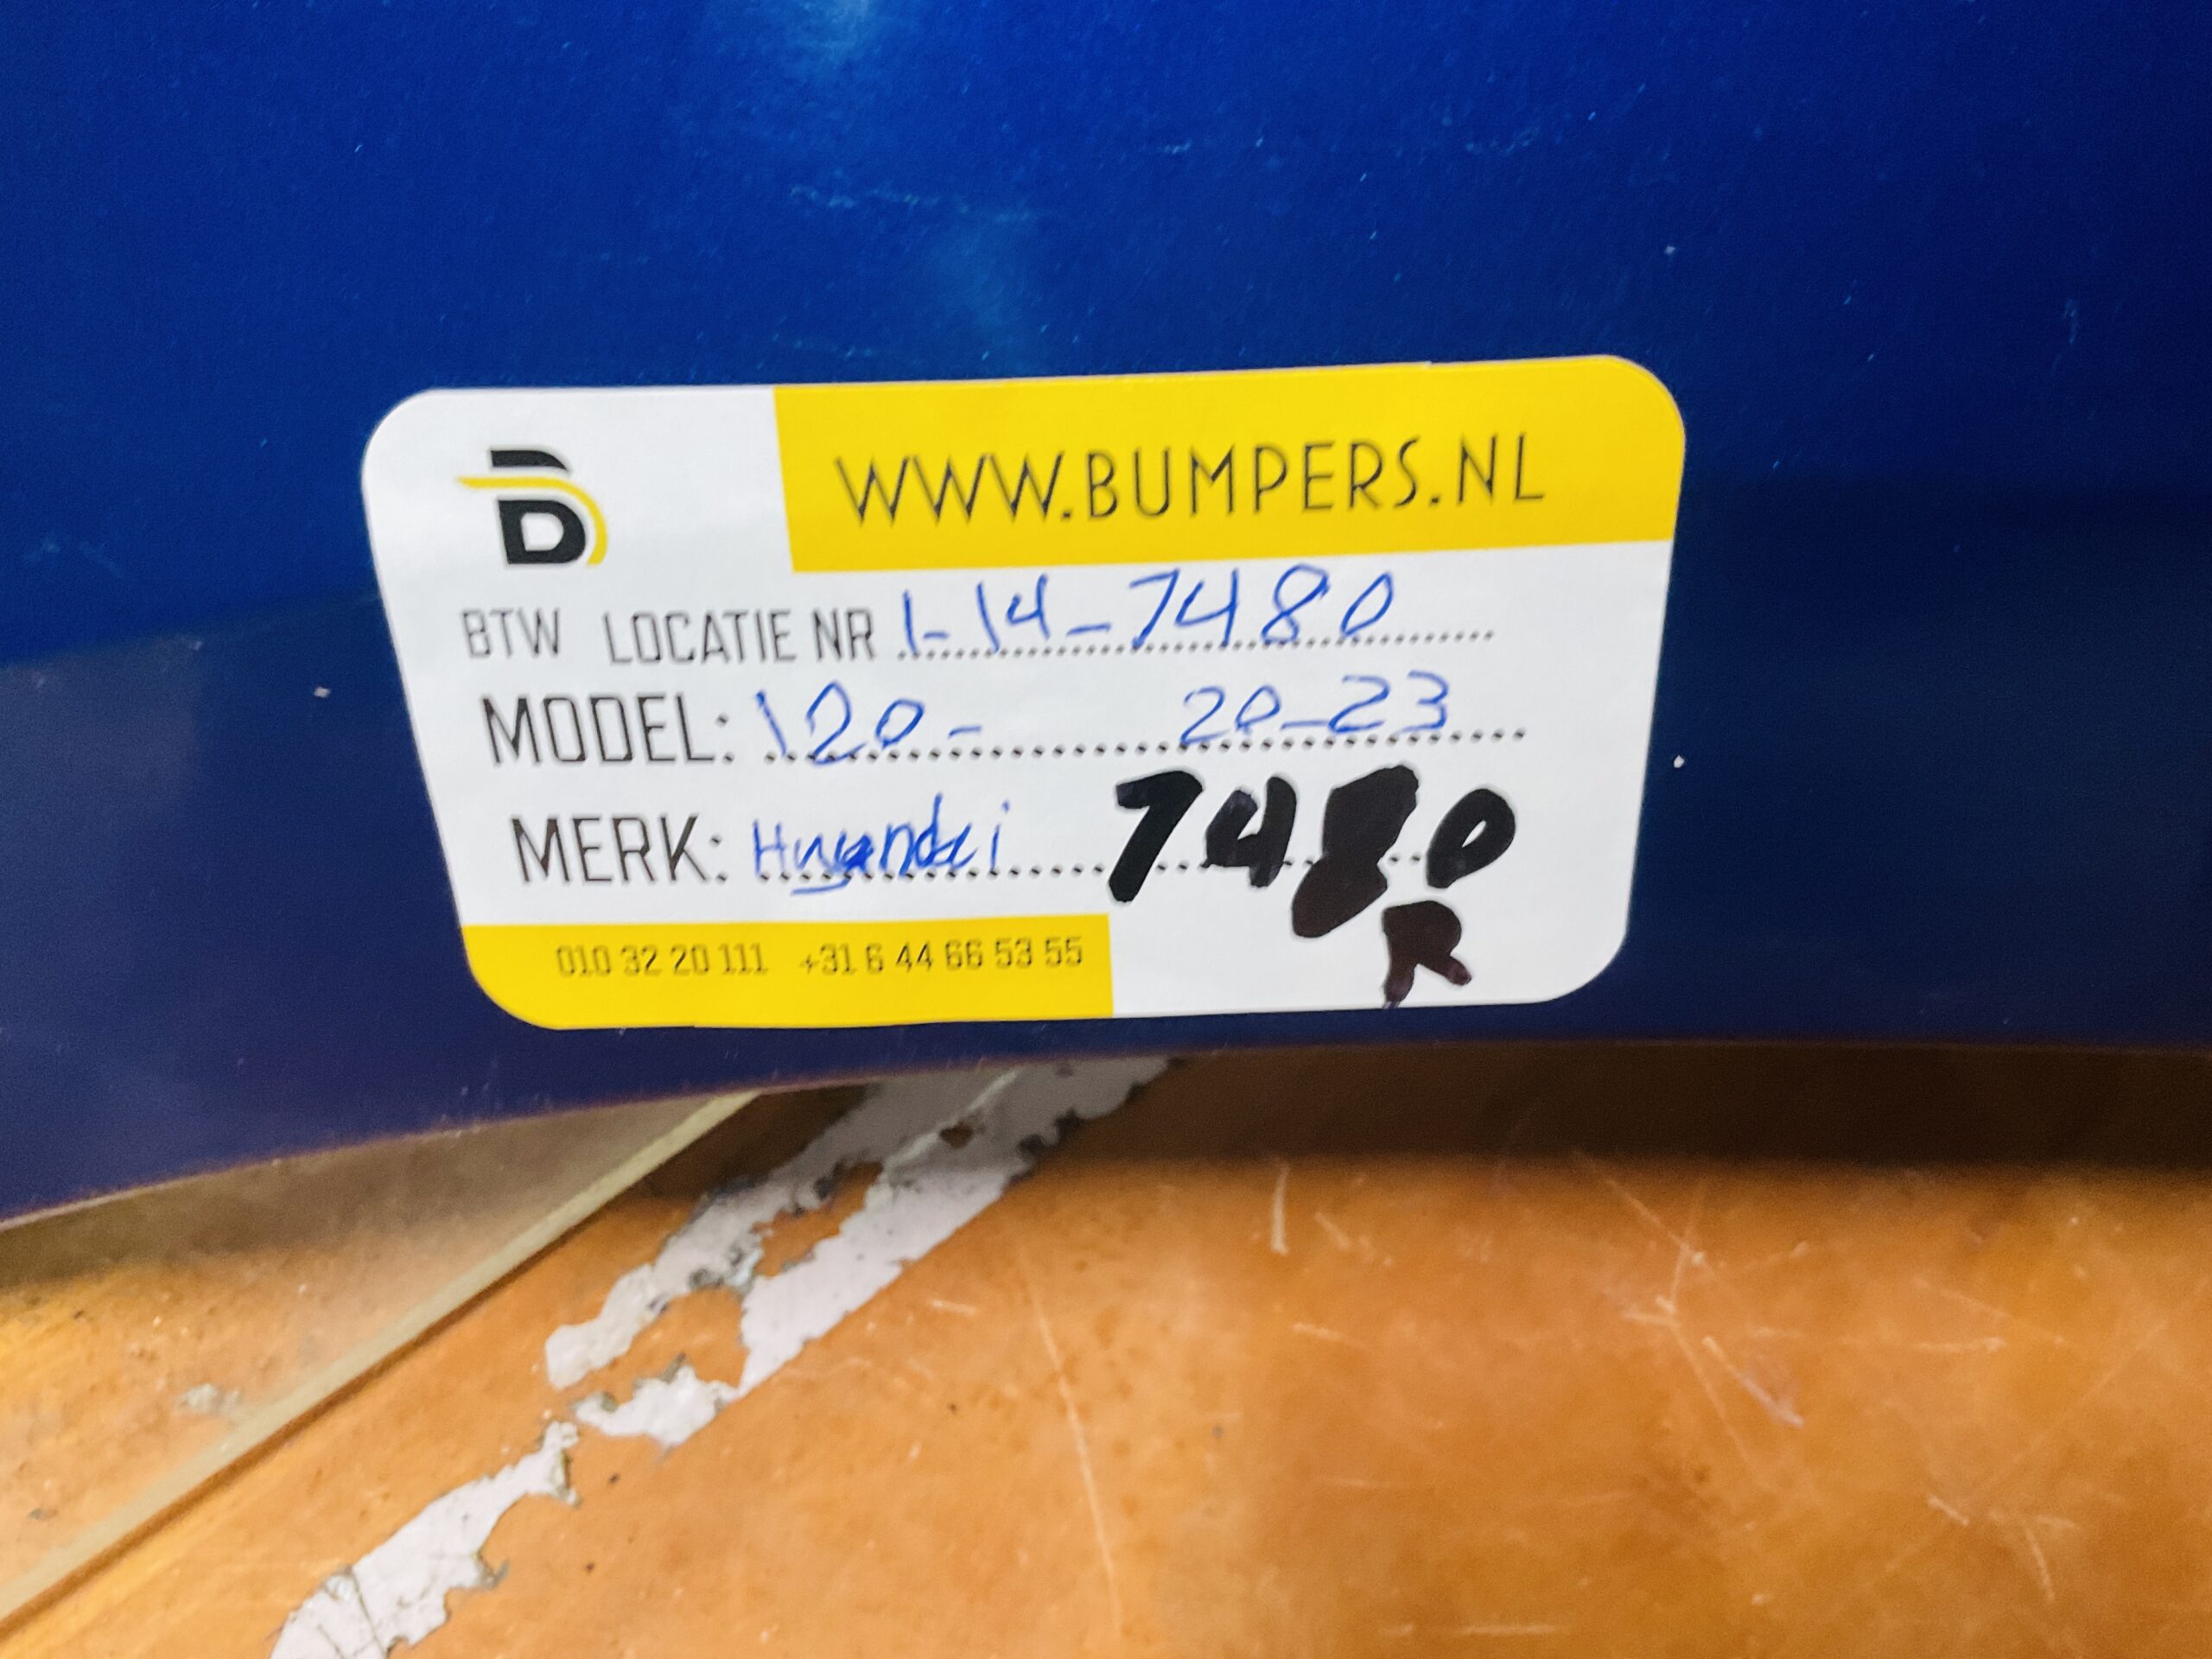 B
WWW.BUMPERS.NL
BTW LOCATIE NR 1-14-7480
MODEL: I20- 20-23
MERK: Hyundai 7480
R
010 32 20 111 +31 6 44 66 53 55